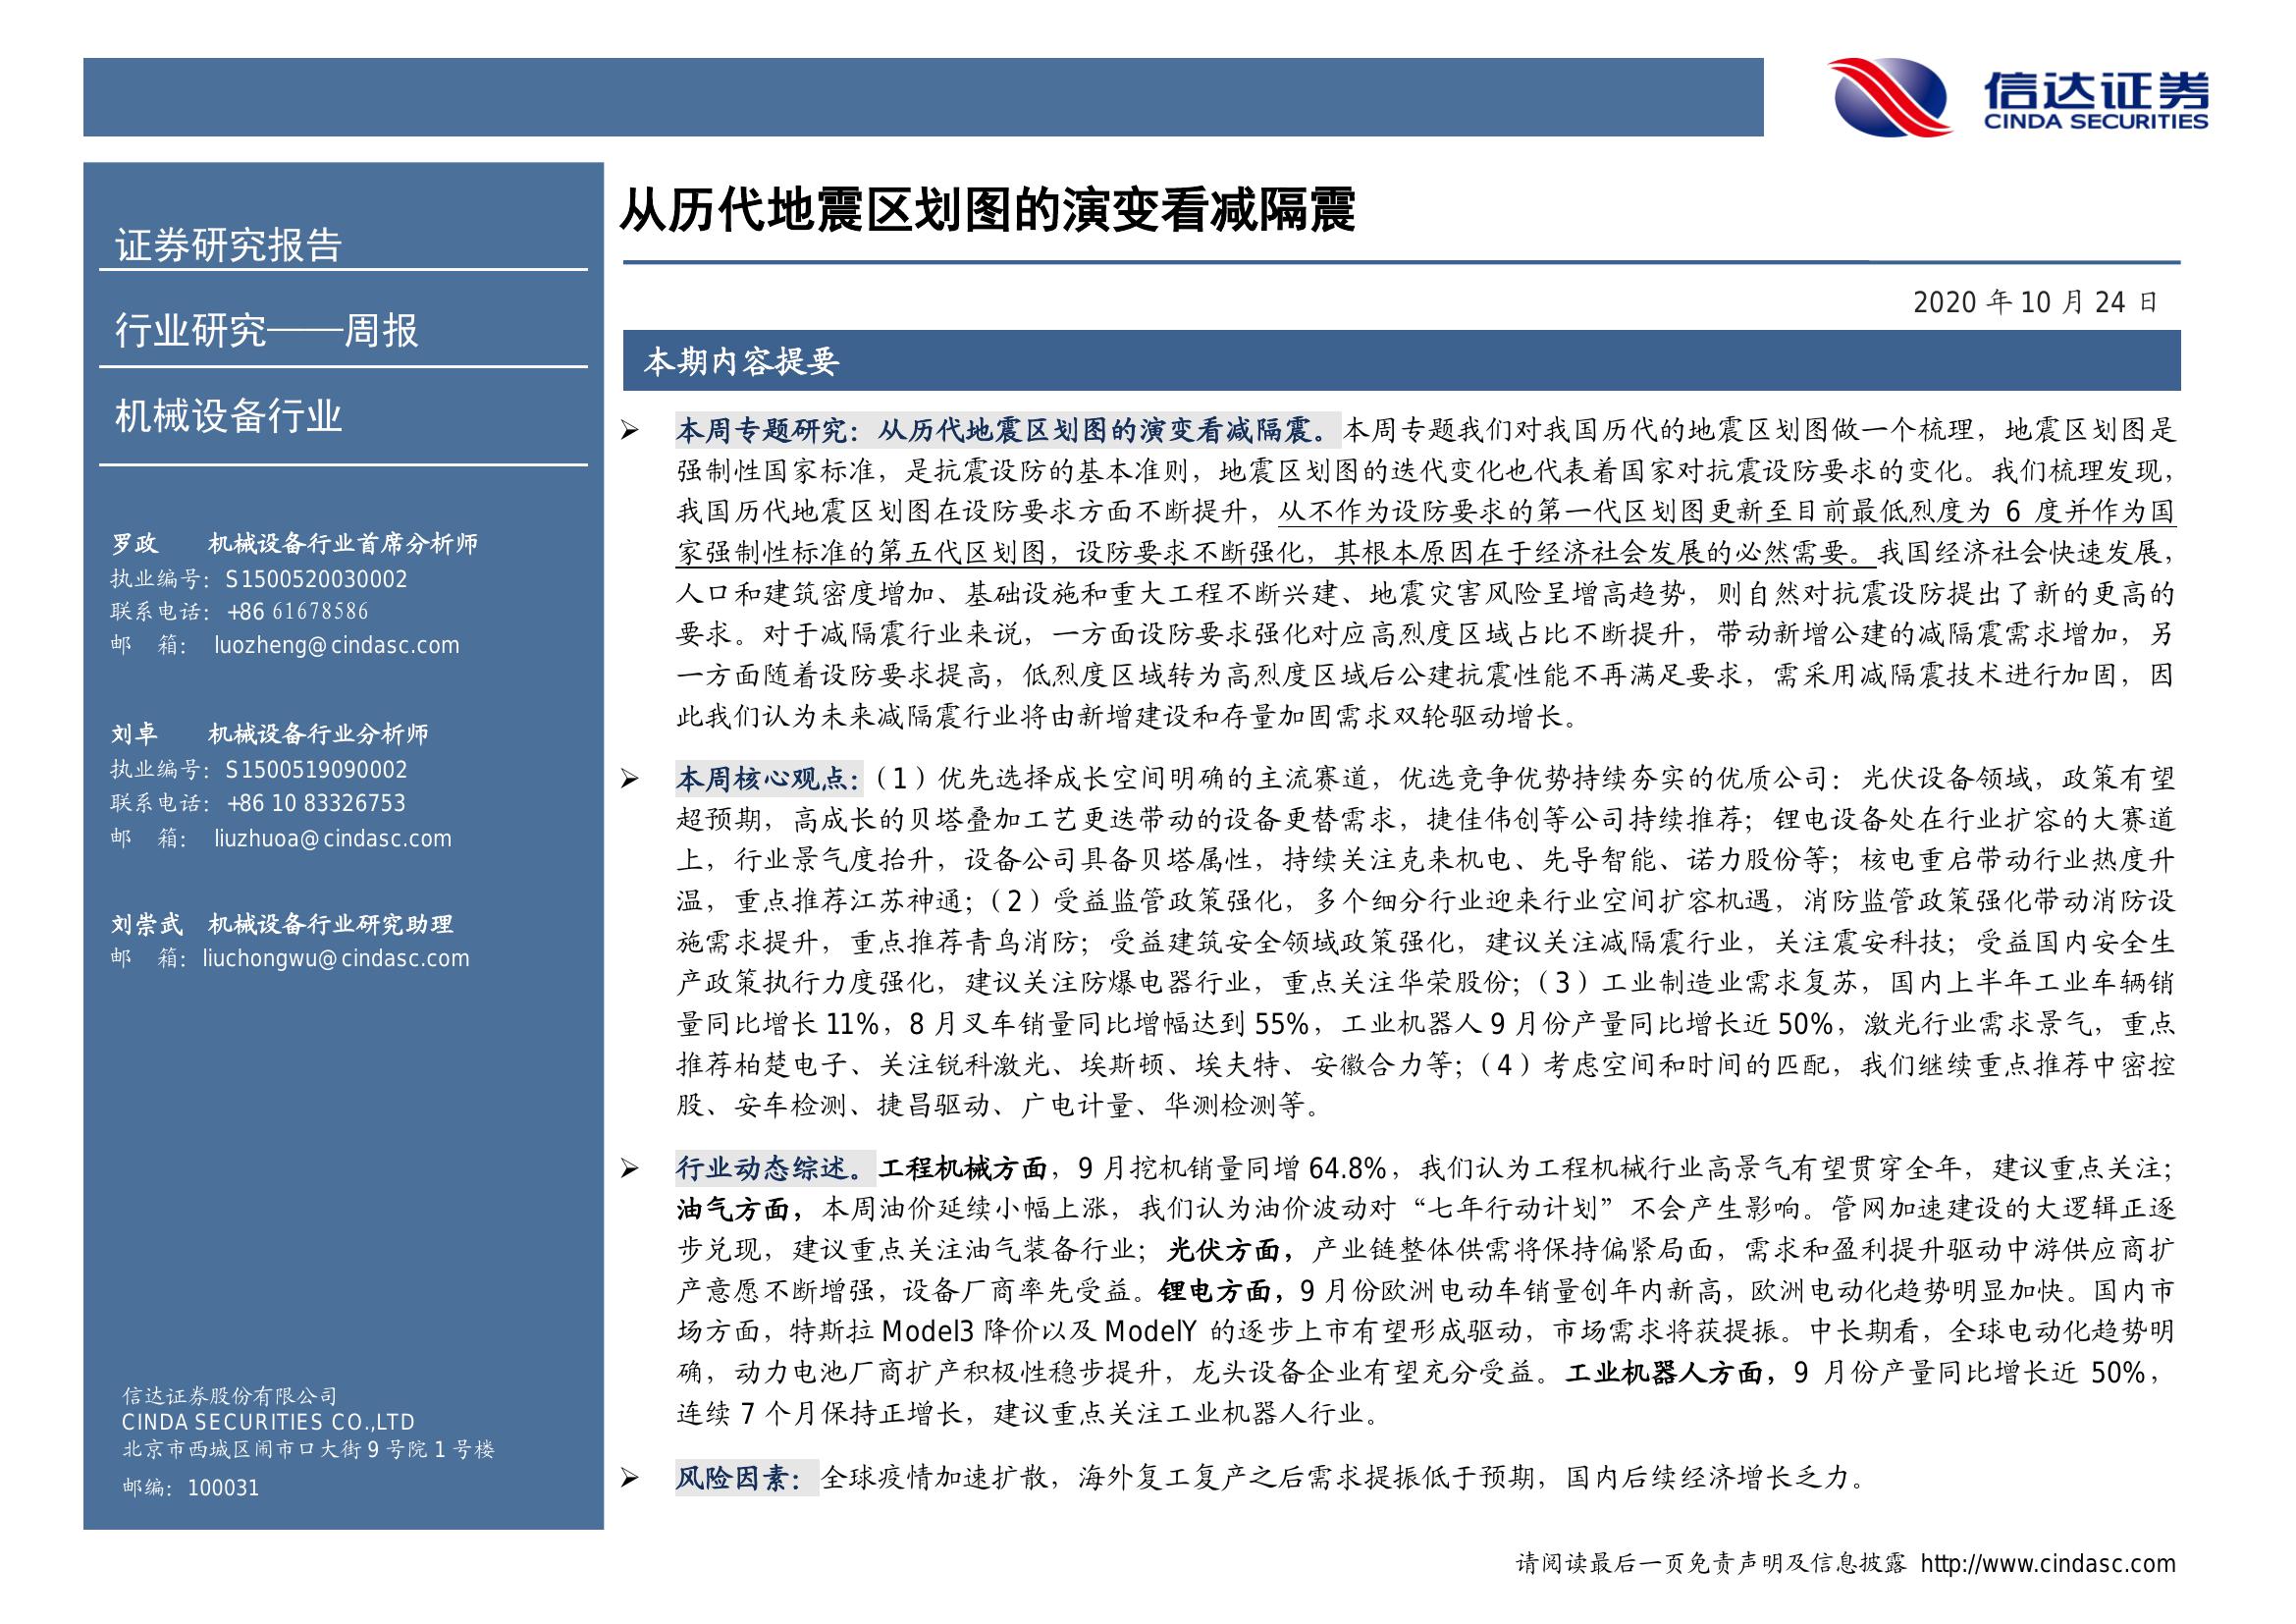 信达证券
CINDA SECURITIES
证券研究报告
行业研究——周报
机械设备行业
罗政 机械设备行业首席分析师
执业编号：S1500520030002
联系电话：+86 61678586
邮 箱： luozheng@cindasc.com
刘卓 机械设备行业分析师
执业编号：S1500519090002
联系电话：+86 10 83326753
邮 箱： liuzhuoa@cindasc.com
刘崇武 机械设备行业研究助理
邮 箱：liuchongwu@cindasc.com
信达证券股份有限公司
CINDA SECURITIES CO.,LTD
北京市西城区闹市口大街 9 号院 1 号楼
邮编：100031
从历代地震区划图的演变看减隔震
2020 年 10 月 24 日
本期内容提要
➢ 本周专题研究：从历代地震区划图的演变看减隔震。本周专题我们对我国历代的地震区划图做一个梳理，地震区划图是
强制性国家标准，是抗震设防的基本准则，地震区划图的迭代变化也代表着国家对抗震设防要求的变化。我们梳理发现，
我国历代地震区划图在设防要求方面不断提升，从不作为设防要求的第一代区划图更新至目前最低烈度为 6 度并作为国
家强制性标准的第五代区划图，设防要求不断强化，其根本原因在于经济社会发展的必然需要。我国经济社会快速发展，
人口和建筑密度增加、基础设施和重大工程不断兴建、地震灾害风险呈增高趋势，则自然对抗震设防提出了新的更高的
要求。对于减隔震行业来说，一方面设防要求强化对应高烈度区域占比不断提升，带动新增公建的减隔震需求增加，另
一方面随着设防要求提高，低烈度区域转为高烈度区域后公建抗震性能不再满足要求，需采用减隔震技术进行加固，因
此我们认为未来减隔震行业将由新增建设和存量加固需求双轮驱动增长。
➢ 本周核心观点:（1）优先选择成长空间明确的主流赛道，优选竞争优势持续夯实的优质公司：光伏设备领域，政策有望
超预期，高成长的贝塔叠加工艺更迭带动的设备更替需求，捷佳伟创等公司持续推荐；锂电设备处在行业扩容的大赛道
上，行业景气度抬升，设备公司具备贝塔属性，持续关注克来机电、先导智能、诺力股份等；核电重启带动行业热度升
温，重点推荐江苏神通；（2）受益监管政策强化，多个细分行业迎来行业空间扩容机遇，消防监管政策强化带动消防设
施需求提升，重点推荐青鸟消防；受益建筑安全领域政策强化，建议关注减隔震行业，关注震安科技；受益国内安全生
产政策执行力度强化，建议关注防爆电器行业，重点关注华荣股份；（3）工业制造业需求复苏，国内上半年工业车辆销
量同比增长 11%，8 月叉车销量同比增幅达到 55%，工业机器人 9 月份产量同比增长近 50%，激光行业需求景气，重点
推荐柏楚电子、关注锐科激光、埃斯顿、埃夫特、安徽合力等；（4）考虑空间和时间的匹配，我们继续重点推荐中密控
股、安车检测、捷昌驱动、广电计量、华测检测等。
➢ 行业动态综述。工程机械方面，9 月挖机销量同增 64.8%，我们认为工程机械行业高景气有望贯穿全年，建议重点关注；
油气方面，本周油价延续小幅上涨，我们认为油价波动对“七年行动计划”不会产生影响。管网加速建设的大逻辑正逐
步兑现，建议重点关注油气装备行业；光伏方面，产业链整体供需将保持偏紧局面，需求和盈利提升驱动中游供应商扩
产意愿不断增强，设备厂商率先受益。锂电方面，9 月份欧洲电动车销量创年内新高，欧洲电动化趋势明显加快。国内市
场方面，特斯拉 Model3 降价以及 ModelY 的逐步上市有望形成驱动，市场需求将获提振。中长期看，全球电动化趋势明
确，动力电池厂商扩产积极性稳步提升，龙头设备企业有望充分受益。工业机器人方面，9 月份产量同比增长近 50%，
连续 7 个月保持正增长，建议重点关注工业机器人行业。
➢ 风险因素：全球疫情加速扩散，海外复工复产之后需求提振低于预期，国内后续经济增长乏力。
请阅读最后一页免责声明及信息披露 http://www.cindasc.com